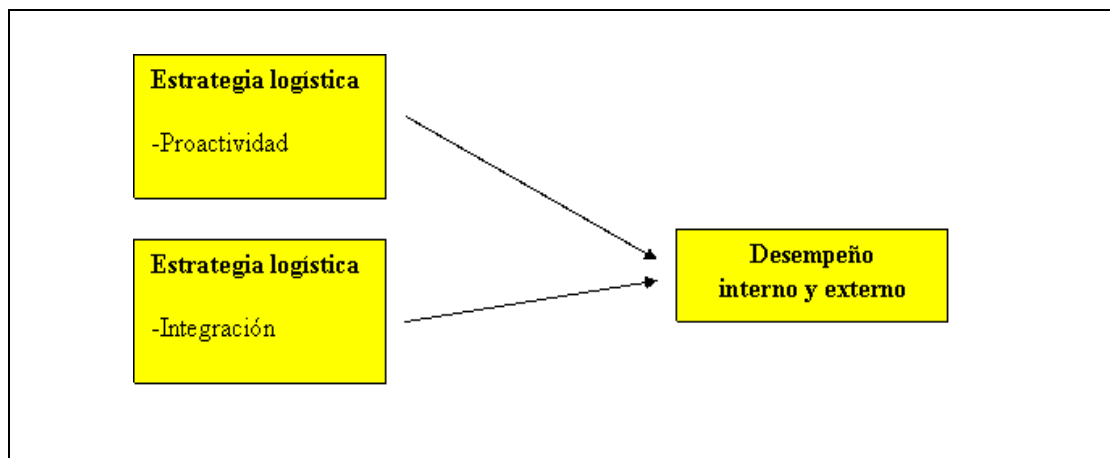 Estrategia logística
-Proactividad
Estrategia logística
-Integración
Desempeño
interno y externo